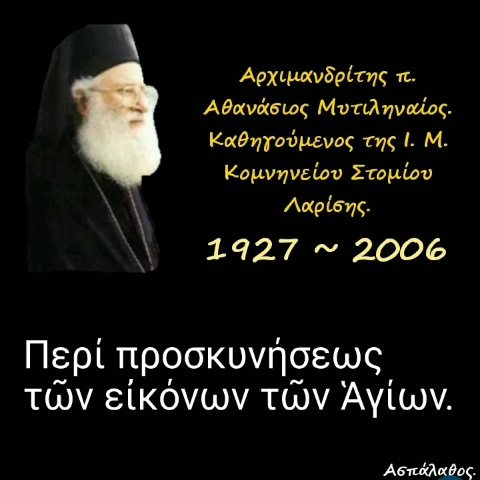 Αρχιμανδρίτης π.
Αθανάσιος Μυτιληναίος.
Καθηγούμενος της Ι. Μ.
Κομνηνείου Στομίου
Λαρίσης.
1927 ~ 2006
Περί προσκυνήσεως
τῶν εἰκόνων τῶν Ἁγίων.
Ασπάλαθος.